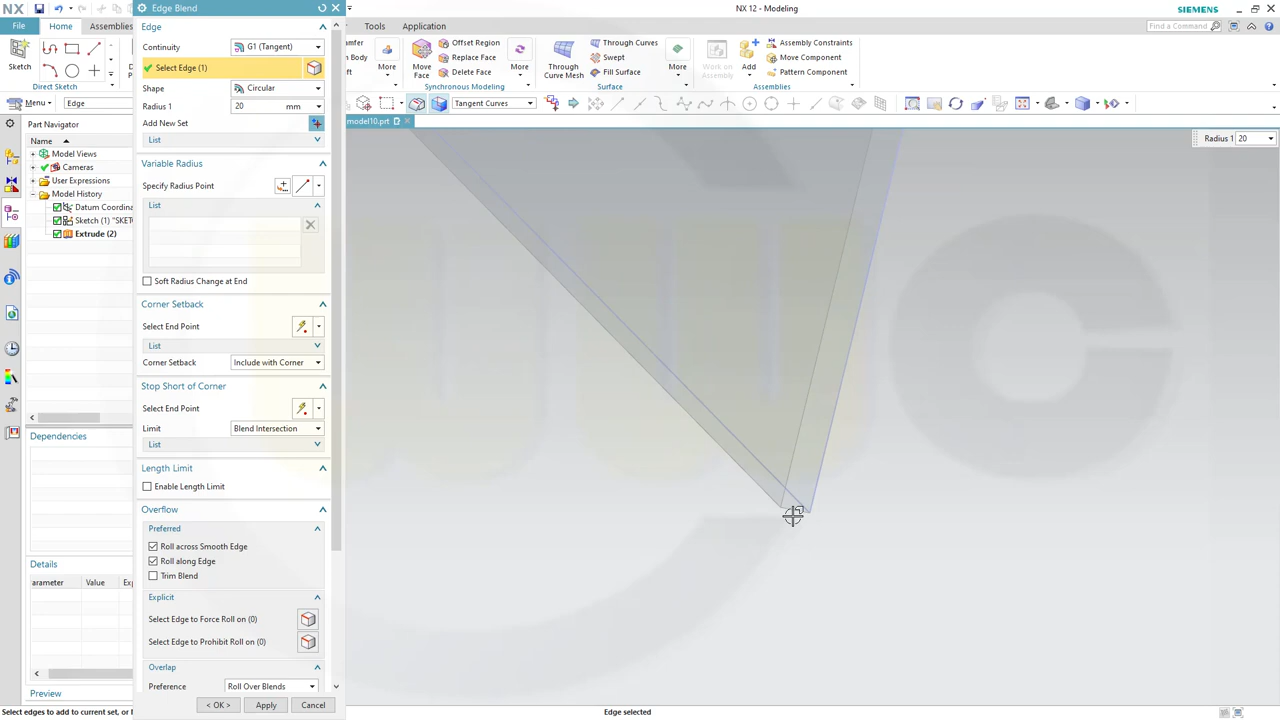 NX
Edge Blend
NX 12 - Modeling
SIEMENS
File
Home
Assemblies
Tools
Application
Find a Command
Sketch
Direct Sketch
More
Move Face
Offset Region
Replace Face
Delete Face
More
Synchronous Modeling
Through Curve Mesh
Through Curves
Swept
Fill Surface
More
Surface
Work on Assembly
Add
Assembly Constraints
Move Component
Pattern Component
Assemblies
Menu
Edge
Tangent Curves
model10.prt
Part Navigator
Name
Model Views
Cameras
User Expressions
Model History
Datum Coordina
Sketch (1) "SKET
Extrude (2)
Dependencies
Details
arameter Value Exp
Preview
Edge
Continuity G1 (Tangent)
Select Edge (1)
Shape Circular
Radius 1 20 mm
Add New Set
List
Variable Radius
Specify Radius Point
List
Soft Radius Change at End
Corner Setback
Select End Point
List
Corner Setback Include with Corner
Stop Short of Corner
Select End Point
Limit Blend Intersection
List
Length Limit
Enable Length Limit
Overflow
Preferred
Roll across Smooth Edge
Roll along Edge
Trim Blend
Explicit
Select Edge to Force Roll on (0)
Select Edge to Prohibit Roll on (0)
Overlap
Preference Roll Over Blends
< OK > Apply Cancel
Radius 1 20
Select edges to add to current set, or
Edge selected